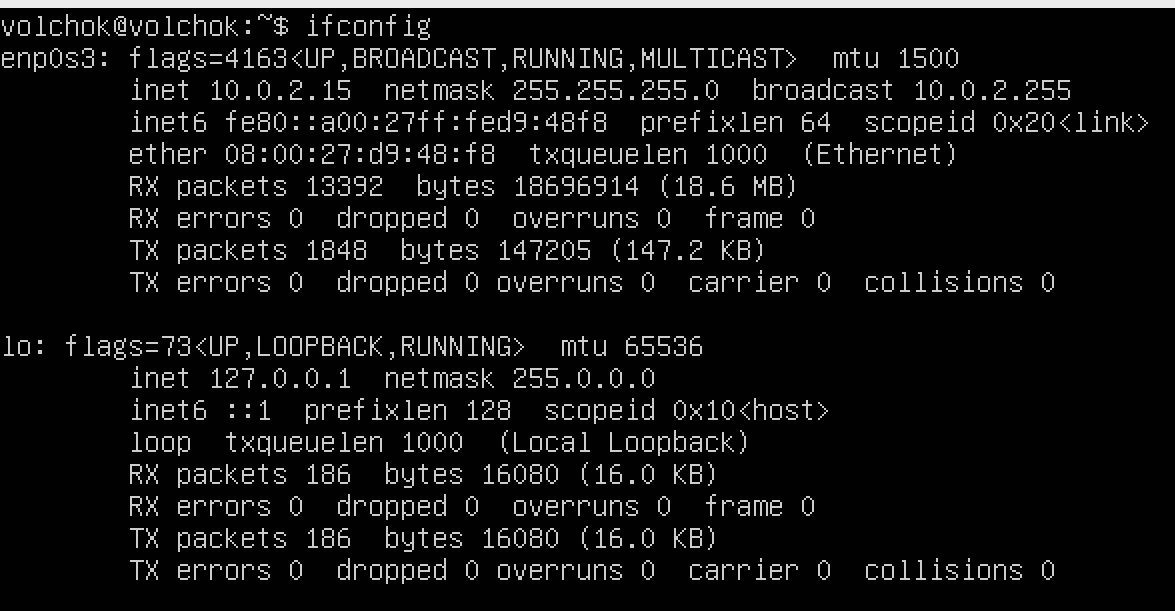 volchok@volchok:~$ ifconfig
enp0s3: flags=4163<UP,BROADCAST,RUNNING,MULTICAST>  mtu 1500
        inet 10.0.2.15  netmask 255.255.255.0  broadcast 10.0.2.255
        inet6 fe80::a00:27ff:fed9:48f8  prefixlen 64  scopeid 0x20<link>
        ether 08:00:27:d9:48:f8  txqueuelen 1000  (Ethernet)
        RX packets 13392  bytes 18696914 (18.6 MB)
        RX errors 0  dropped 0  overruns 0  frame 0
        TX packets 1848  bytes 147205 (147.2 KB)
        TX errors 0  dropped 0 overruns 0  carrier 0  collisions 0

lo: flags=73<UP,LOOPBACK,RUNNING>  mtu 65536
        inet 127.0.0.1  netmask 255.0.0.0
        inet6 ::1  prefixlen 128  scopeid 0x10<host>
        loop  txqueuelen 1000  (Local Loopback)
        RX packets 186  bytes 16080 (16.0 KB)
        RX errors 0  dropped 0  overruns 0  frame 0
        TX packets 186  bytes 16080 (16.0 KB)
        TX errors 0  dropped 0 overruns 0  carrier 0  collisions 0